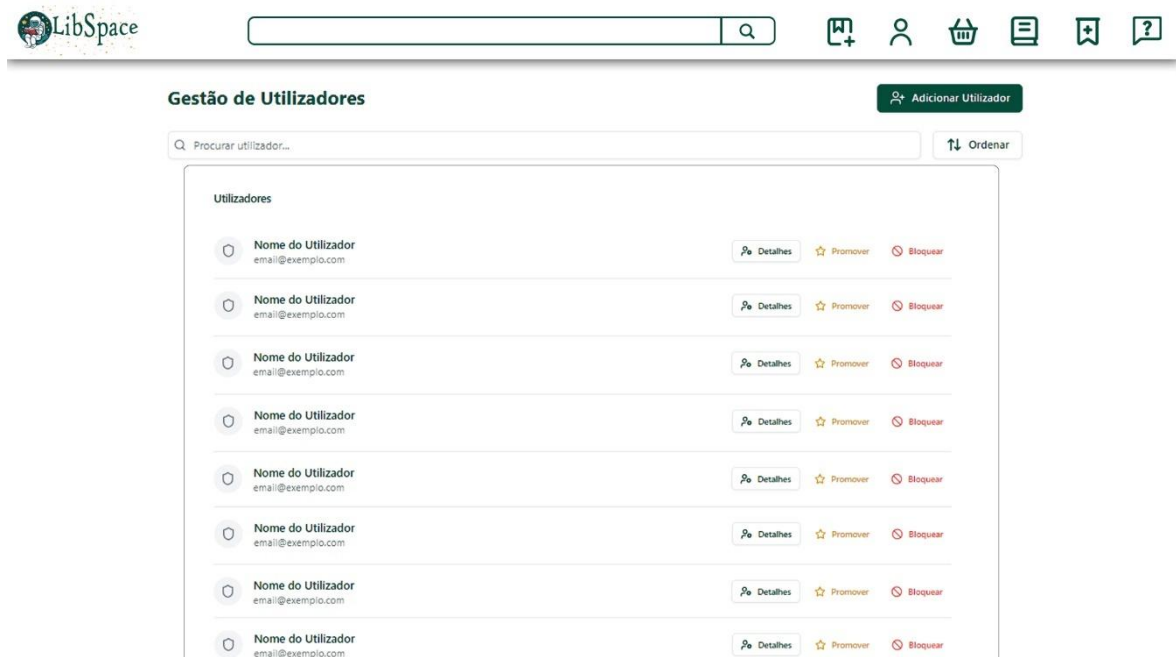 LibSpace
Gestão de Utilizadores
Adicionar Utilizador
Procurar utilizador...
Ordenar
Utilizadores
Nome do Utilizador
email@exemplo.com
Detalhes Promover Bloquear
Nome do Utilizador
email@exemplo.com
Detalhes Promover Bloquear
Nome do Utilizador
email@exemplo.com
Detalhes Promover Bloquear
Nome do Utilizador
email@exemplo.com
Detalhes Promover Bloquear
Nome do Utilizador
email@exemplo.com
Detalhes Promover Bloquear
Nome do Utilizador
email@exemplo.com
Detalhes Promover Bloquear
Nome do Utilizador
email@exemplo.com
Detalhes Promover Bloquear
Nome do Utilizador
email@exemplo.com
Detalhes Promover Bloquear